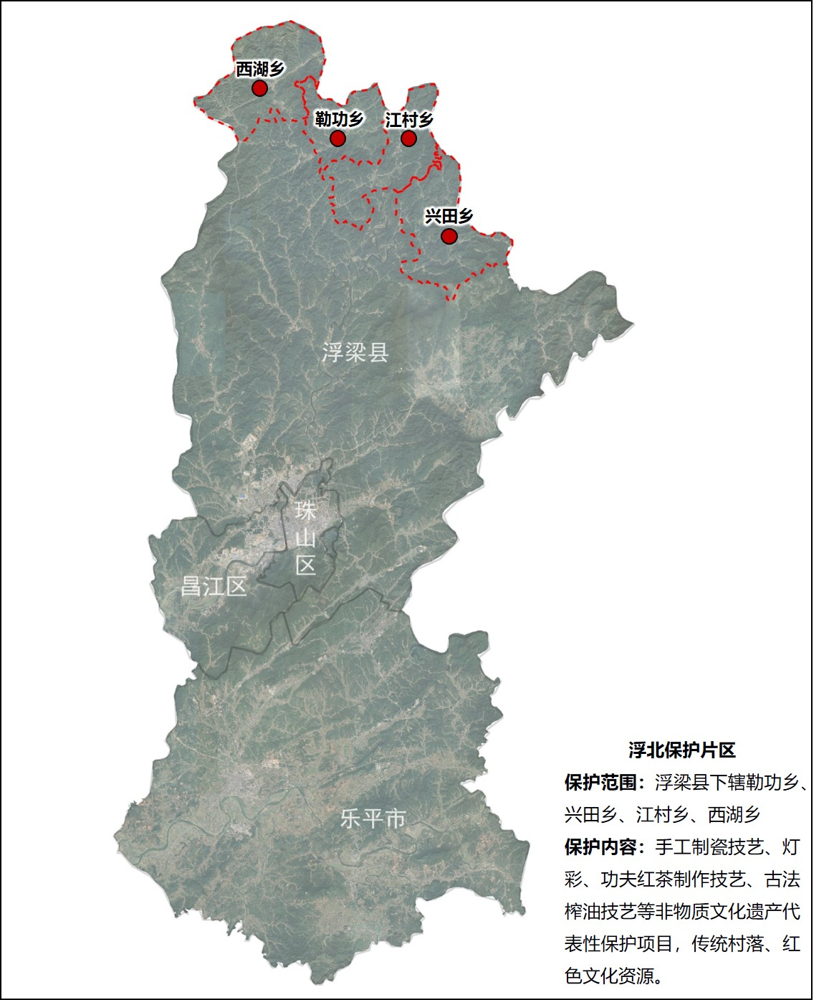 西湖乡
勒功乡
江村乡
兴田乡
浮梁县
珠
山
区
昌江区
乐平市
浮北保护片区
保护范围：浮梁县下辖勒功乡、
兴田乡、江村乡、西湖乡
保护内容：手工制瓷技艺、灯
彩、功夫红茶制作技艺、古法
榨油技艺等非物质文化遗产代
表性保护项目，传统村落、红
色文化资源。